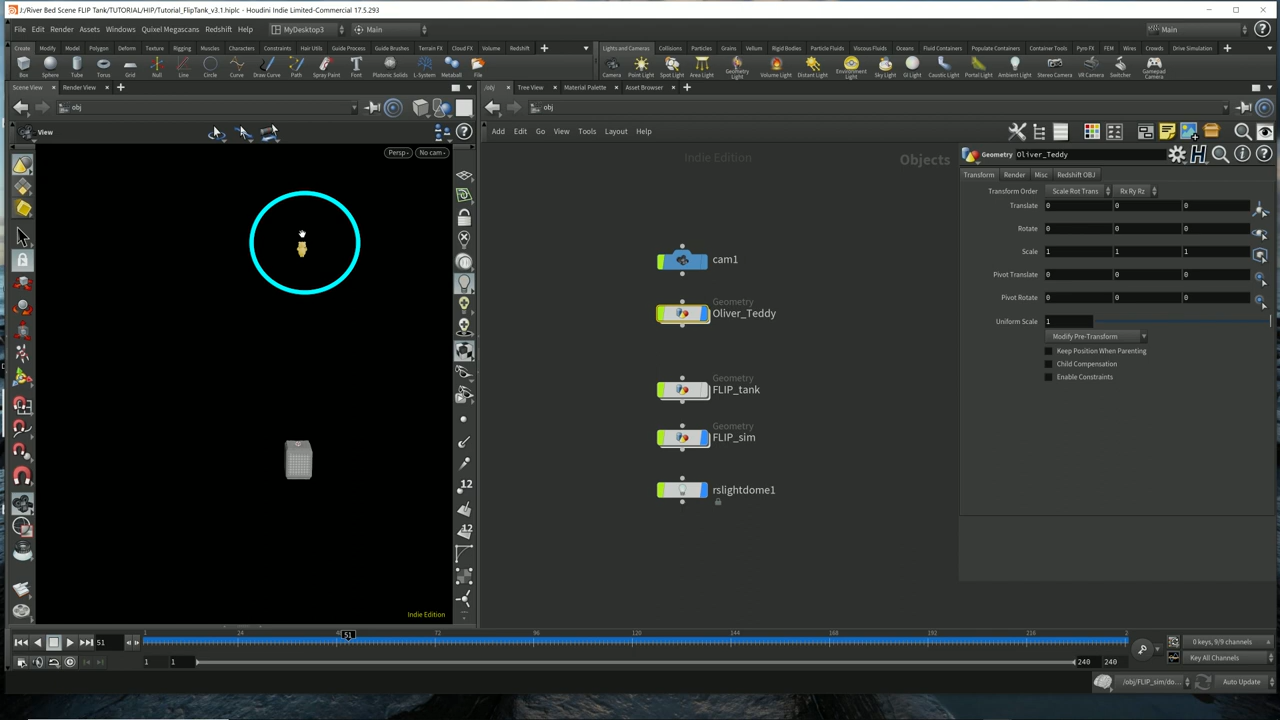 J:/River Bed Scene FLIP Tank/TUTORIAL/HIP/Tutorial_FlipTank_v3.1.hiplc - Houdini Indie Limited-Commercial 17.5.293
File Edit Render Assets Windows Quixel Megascans Redshift Help MyDesktop3 Main Main
Create Modify Model Polygon Deform Texture Rigging Muscles Characters Constraints Hair Utils Guide Process Guide Brushes Terrain FX Cloud FX Volume Redshift
Lights and Cameras Collisions Particles Grains Vellum Rigid Bodies Particle Fluids Viscous Fluids Oceans Fluid Containers Populate Containers Container Tools Pyro FX FEM Wires Crowds Drive Simulation
Box Sphere Tube Torus Grid Null Line Circle Curve Draw Curve Path Spray Paint Font Platonic Solids L-System Metaball File
Camera Point Light Spot Light Area Light Geometry Light Volume Light Distant Light Environment Light Sky Light GI Light Caustic Light Portal Light Ambient Light Stereo Camera VR Camera Switcher Gamepad Camera
Scene View Render View /obj Tree View Material Palette Asset Browser
obj obj
View Add Edit Go View Tools Layout Help
Persp No cam
Indie Edition Objects
Geometry Oliver_Teddy
Transform Render Misc Redshift OBJ
Transform Order Scale Rot Trans Rx Ry Rz
Translate 0 0 0
Rotate 0 0 0
Scale 1 1 1
Pivot Translate 0 0 0
Pivot Rotate 0 0 0
Uniform Scale 1
Modify Pre-Transform
Keep Position When Parenting
Child Compensation
Enable Constraints
cam1
Geometry
Oliver_Teddy
Geometry
FLIP_tank
Geometry
FLIP_sim
rslightdome1
12
12
Indie Edition
51 1 24 51 72 96 120 144 168 192 216 2
0 keys, 9/9 channels
1 1 240 240 Key All Channels
/obj/FLIP_sim/do... Auto Update